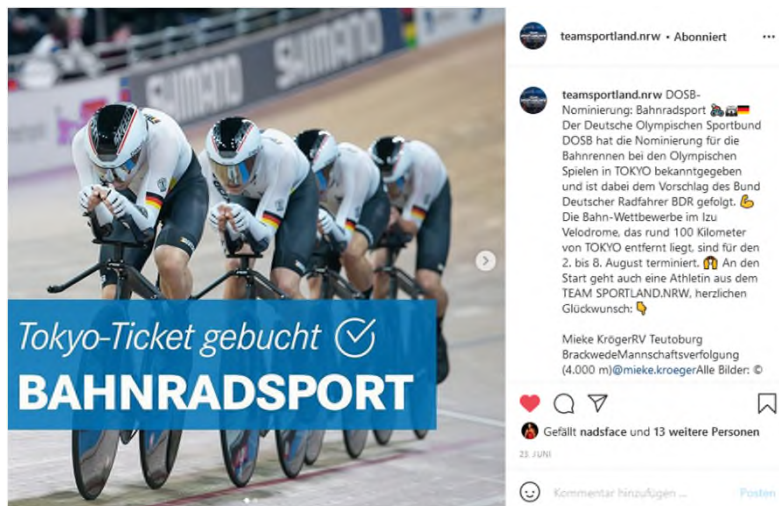 SHIMANO
SHIMANO
Tokyo-Ticket gebucht
BAHNRADSPORT
teamsportland.nrw • Abonniert
teamsportland.nrw DOSB-
Nominierung: Bahnradsport
Der Deutsche Olympischen Sportbund
DOSB hat die Nominierung für die
Bahnrennen bei den Olympischen
Spielen in TOKYO bekanntgegeben
und ist dabei dem Vorschlag des Bund
Deutscher Radfahrer BDR gefolgt. 💪
Die Bahn-Wettbewerbe im Izu
Velodrome, das rund 100 Kilometer
von TOKYO entfernt liegt, sind für den
2. bis 8. August terminiert. 🙌 An den
Start geht auch eine Athletin aus dem
TEAM SPORTLAND.NRW, herzlichen
Glückwunsch: 👇
Mieke KrögerRV Teutoburg
BrackwedeMannschaftsverfolgung
(4.000 m)@mieke.kroegerAlle Bilder: ©
Gefällt nadsface und 13 weitere Personen
23. JUNI
Kommentar hinzufügen ...
Posten